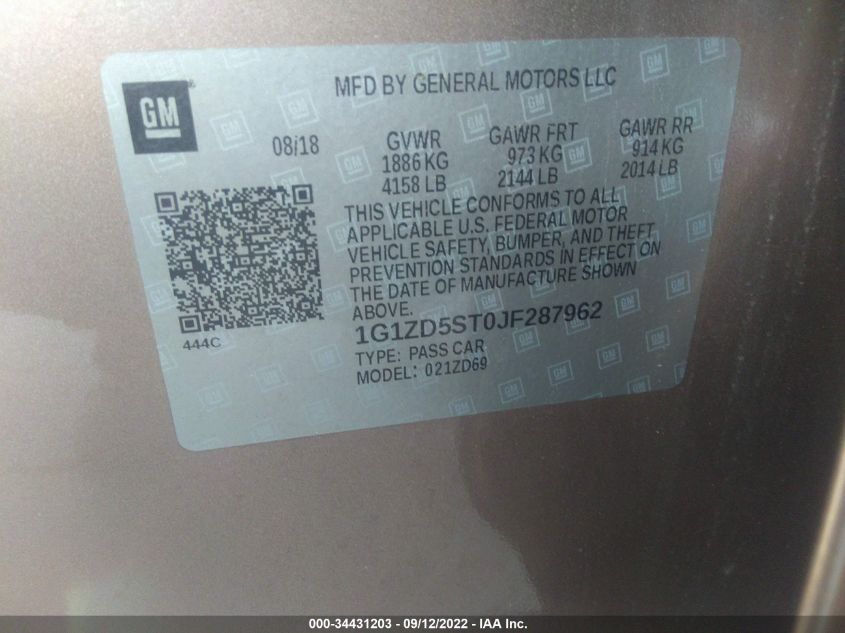 GM
MFD BY GENERAL MOTORS LLC
08/18
GVWR
1886 KG
4158 LB
GAWR FRT
973 KG
2144 LB
GAWR RR
914 KG
2014 LB
THIS VEHICLE CONFORMS TO ALL
APPLICABLE U.S. FEDERAL MOTOR
VEHICLE SAFETY, BUMPER, AND THEFT
PREVENTION STANDARDS IN EFFECT ON
THE DATE OF MANUFACTURE SHOWN
ABOVE.
444C
1G1ZD5ST0JF287962
TYPE: PASS CAR
MODEL: 021ZD69
000-34431203 - 09/12/2022 - IAA Inc.